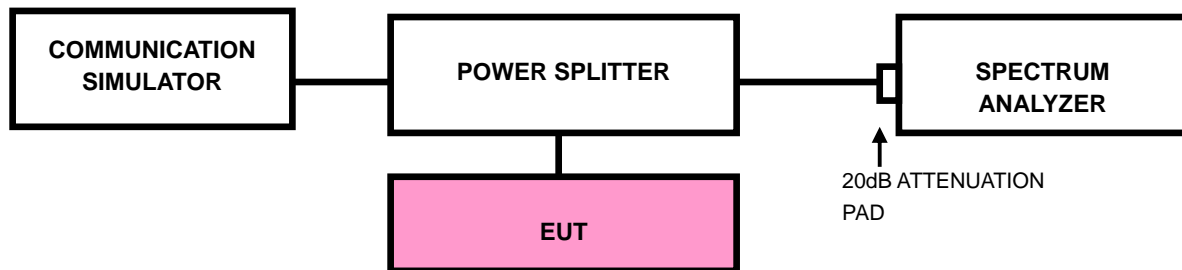 COMMUNICATION
SIMULATOR
POWER SPLITTER
SPECTRUM
ANALYZER
20dB ATTENUATION
PAD
EUT